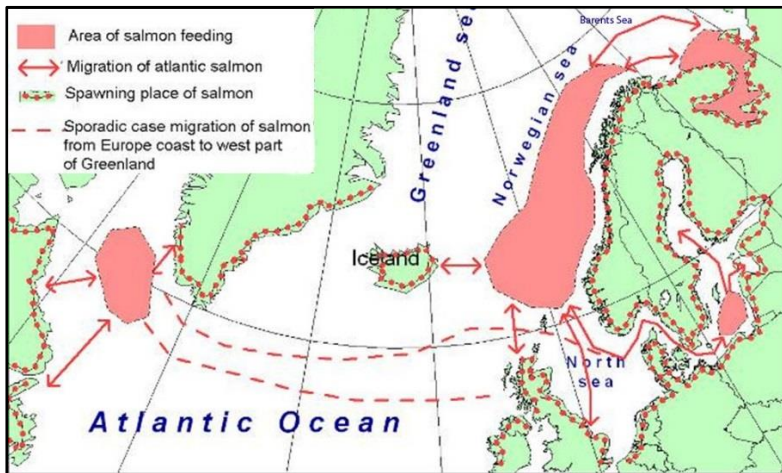 Area of salmon feeding
Migration of atlantic salmon
Spawning place of salmon
Sporadic case migration of salmon
from Europe coast to west part
of Greenland
Greenland sea
Norwegian sea
Barents Sea
Iceland
North
sea
Atlantic Ocean